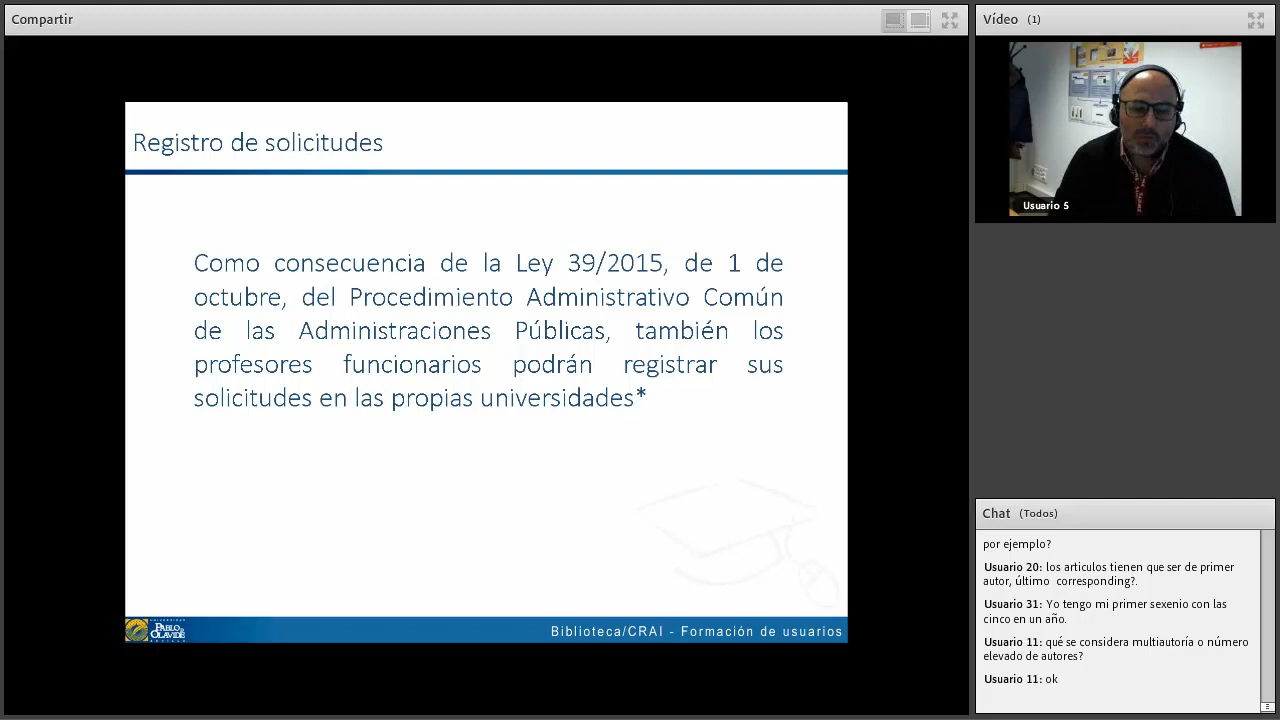 Compartir
Vídeo (1)
Registro de solicitudes
Usuario 5
Como consecuencia de la Ley 39/2015, de 1 de
octubre, del Procedimiento Administrativo Común
de las Administraciones Públicas, también los
profesores funcionarios podrán registrar sus
solicitudes en las propias universidades*
PABLO DE
OLAVIDE
Biblioteca/CRAI - Formación de usuarios
Chat (Todos)
por ejemplo?
Usuario 20: los articulos tienen que ser de primer
autor, último corresponding?.
Usuario 31: Yo tengo mi primer sexenio con las
cinco en un año.
Usuario 11: qué se considera multiautoría o número
elevado de autores?
Usuario 11: ok